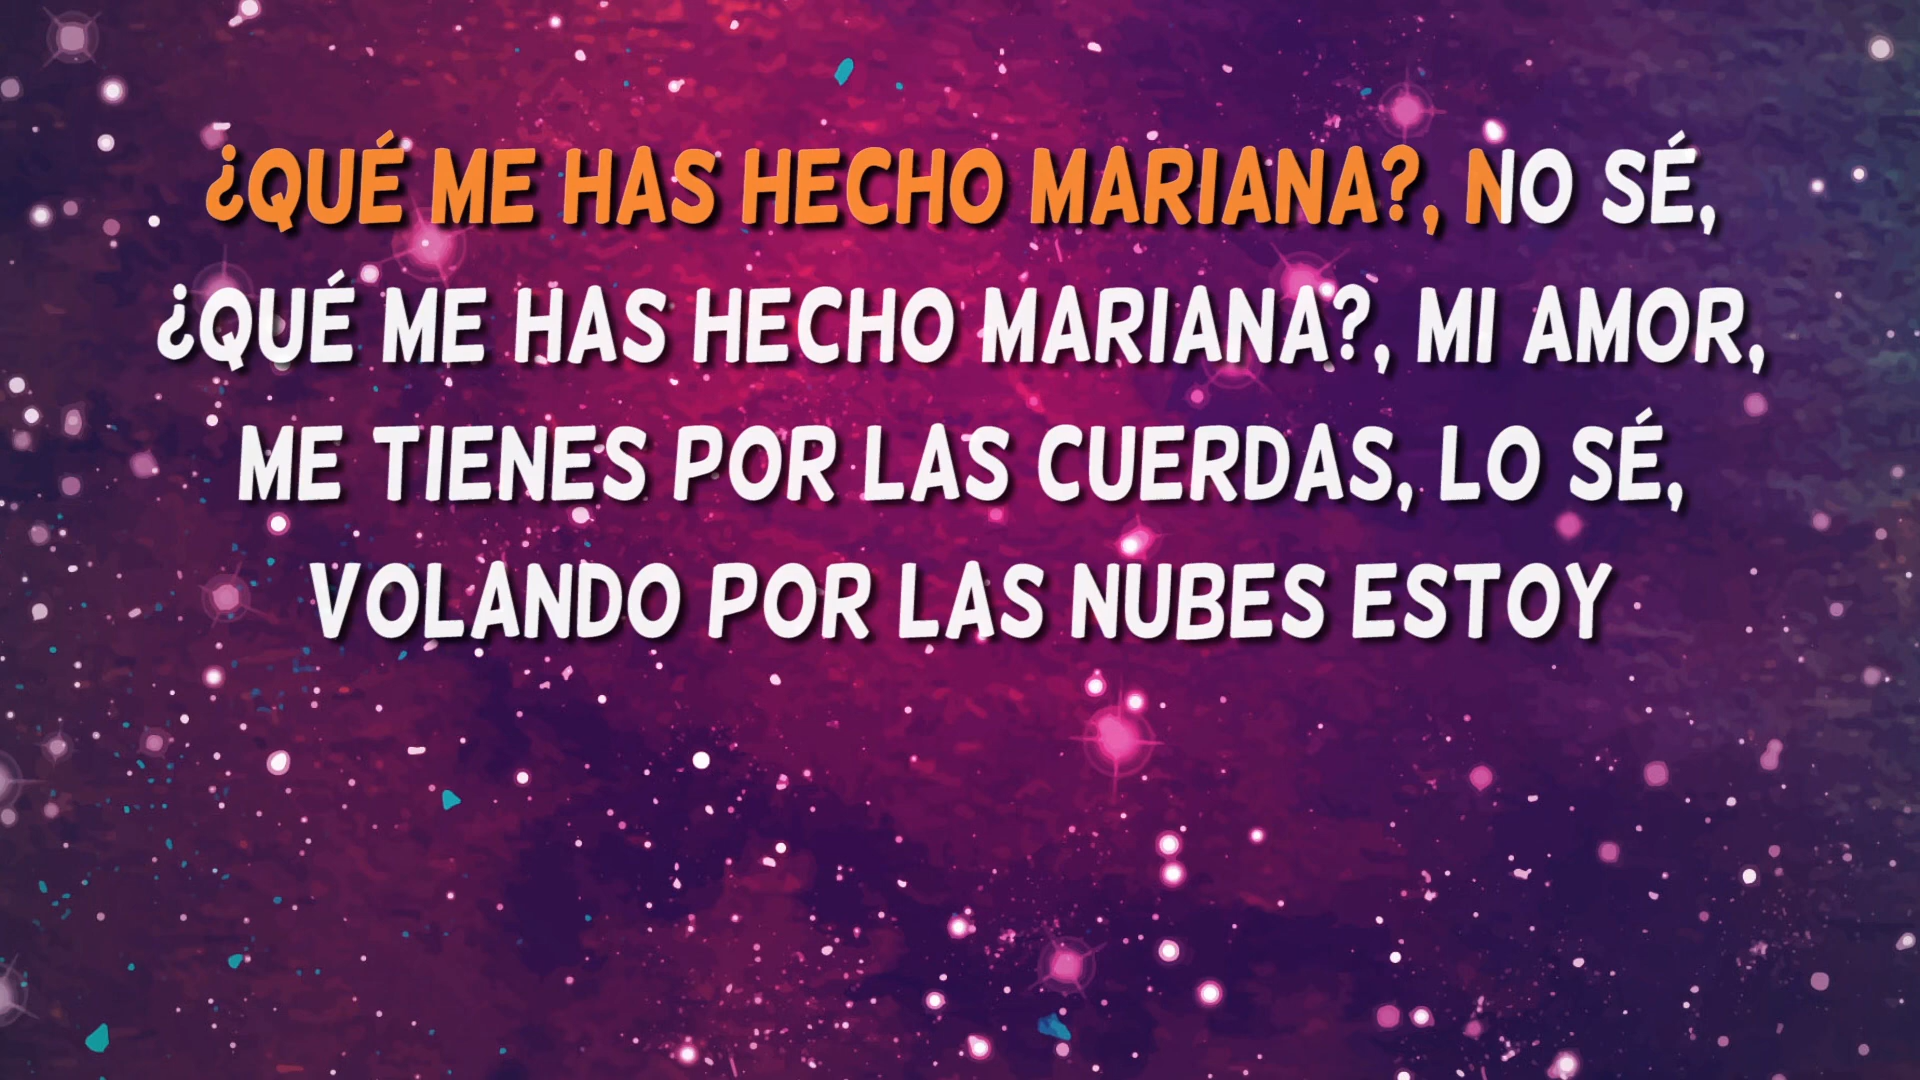 ¿QUÉ ME HAS HECHO MARIANA?, NO SÉ,
¿QUÉ ME HAS HECHO MARIANA?, MI AMOR,
ME TIENES POR LAS CUERDAS, LO SÉ,
VOLANDO POR LAS NUBES ESTOY